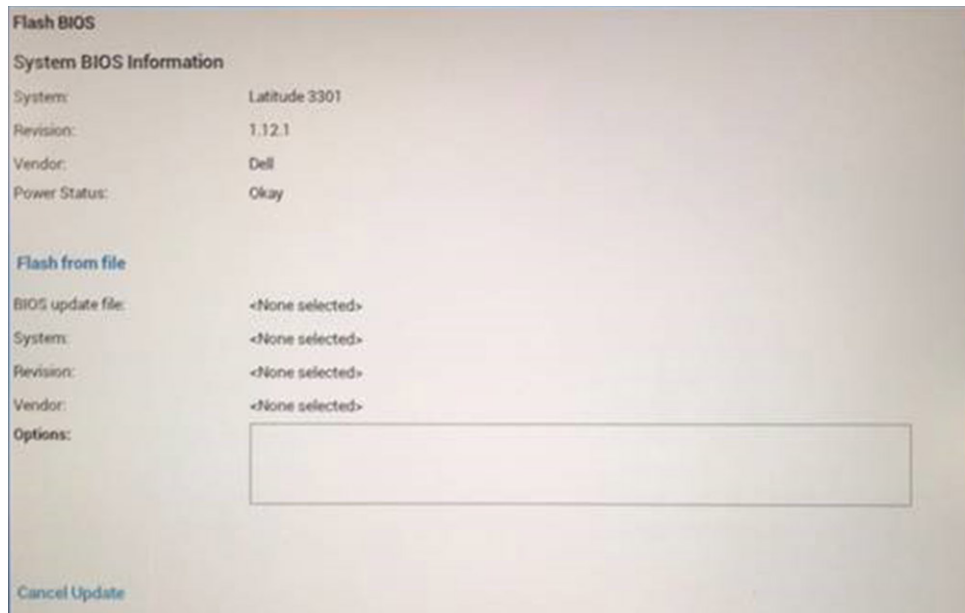 Flash BIOS
System BIOS Information
System: Latitude 3301
Revision: 1.12.1
Vendor: Dell
Power Status: Okay
Flash from file
BIOS update file: <None selected>
System: <None selected>
Revision: <None selected>
Vendor: <None selected>
Options:
Cancel Update